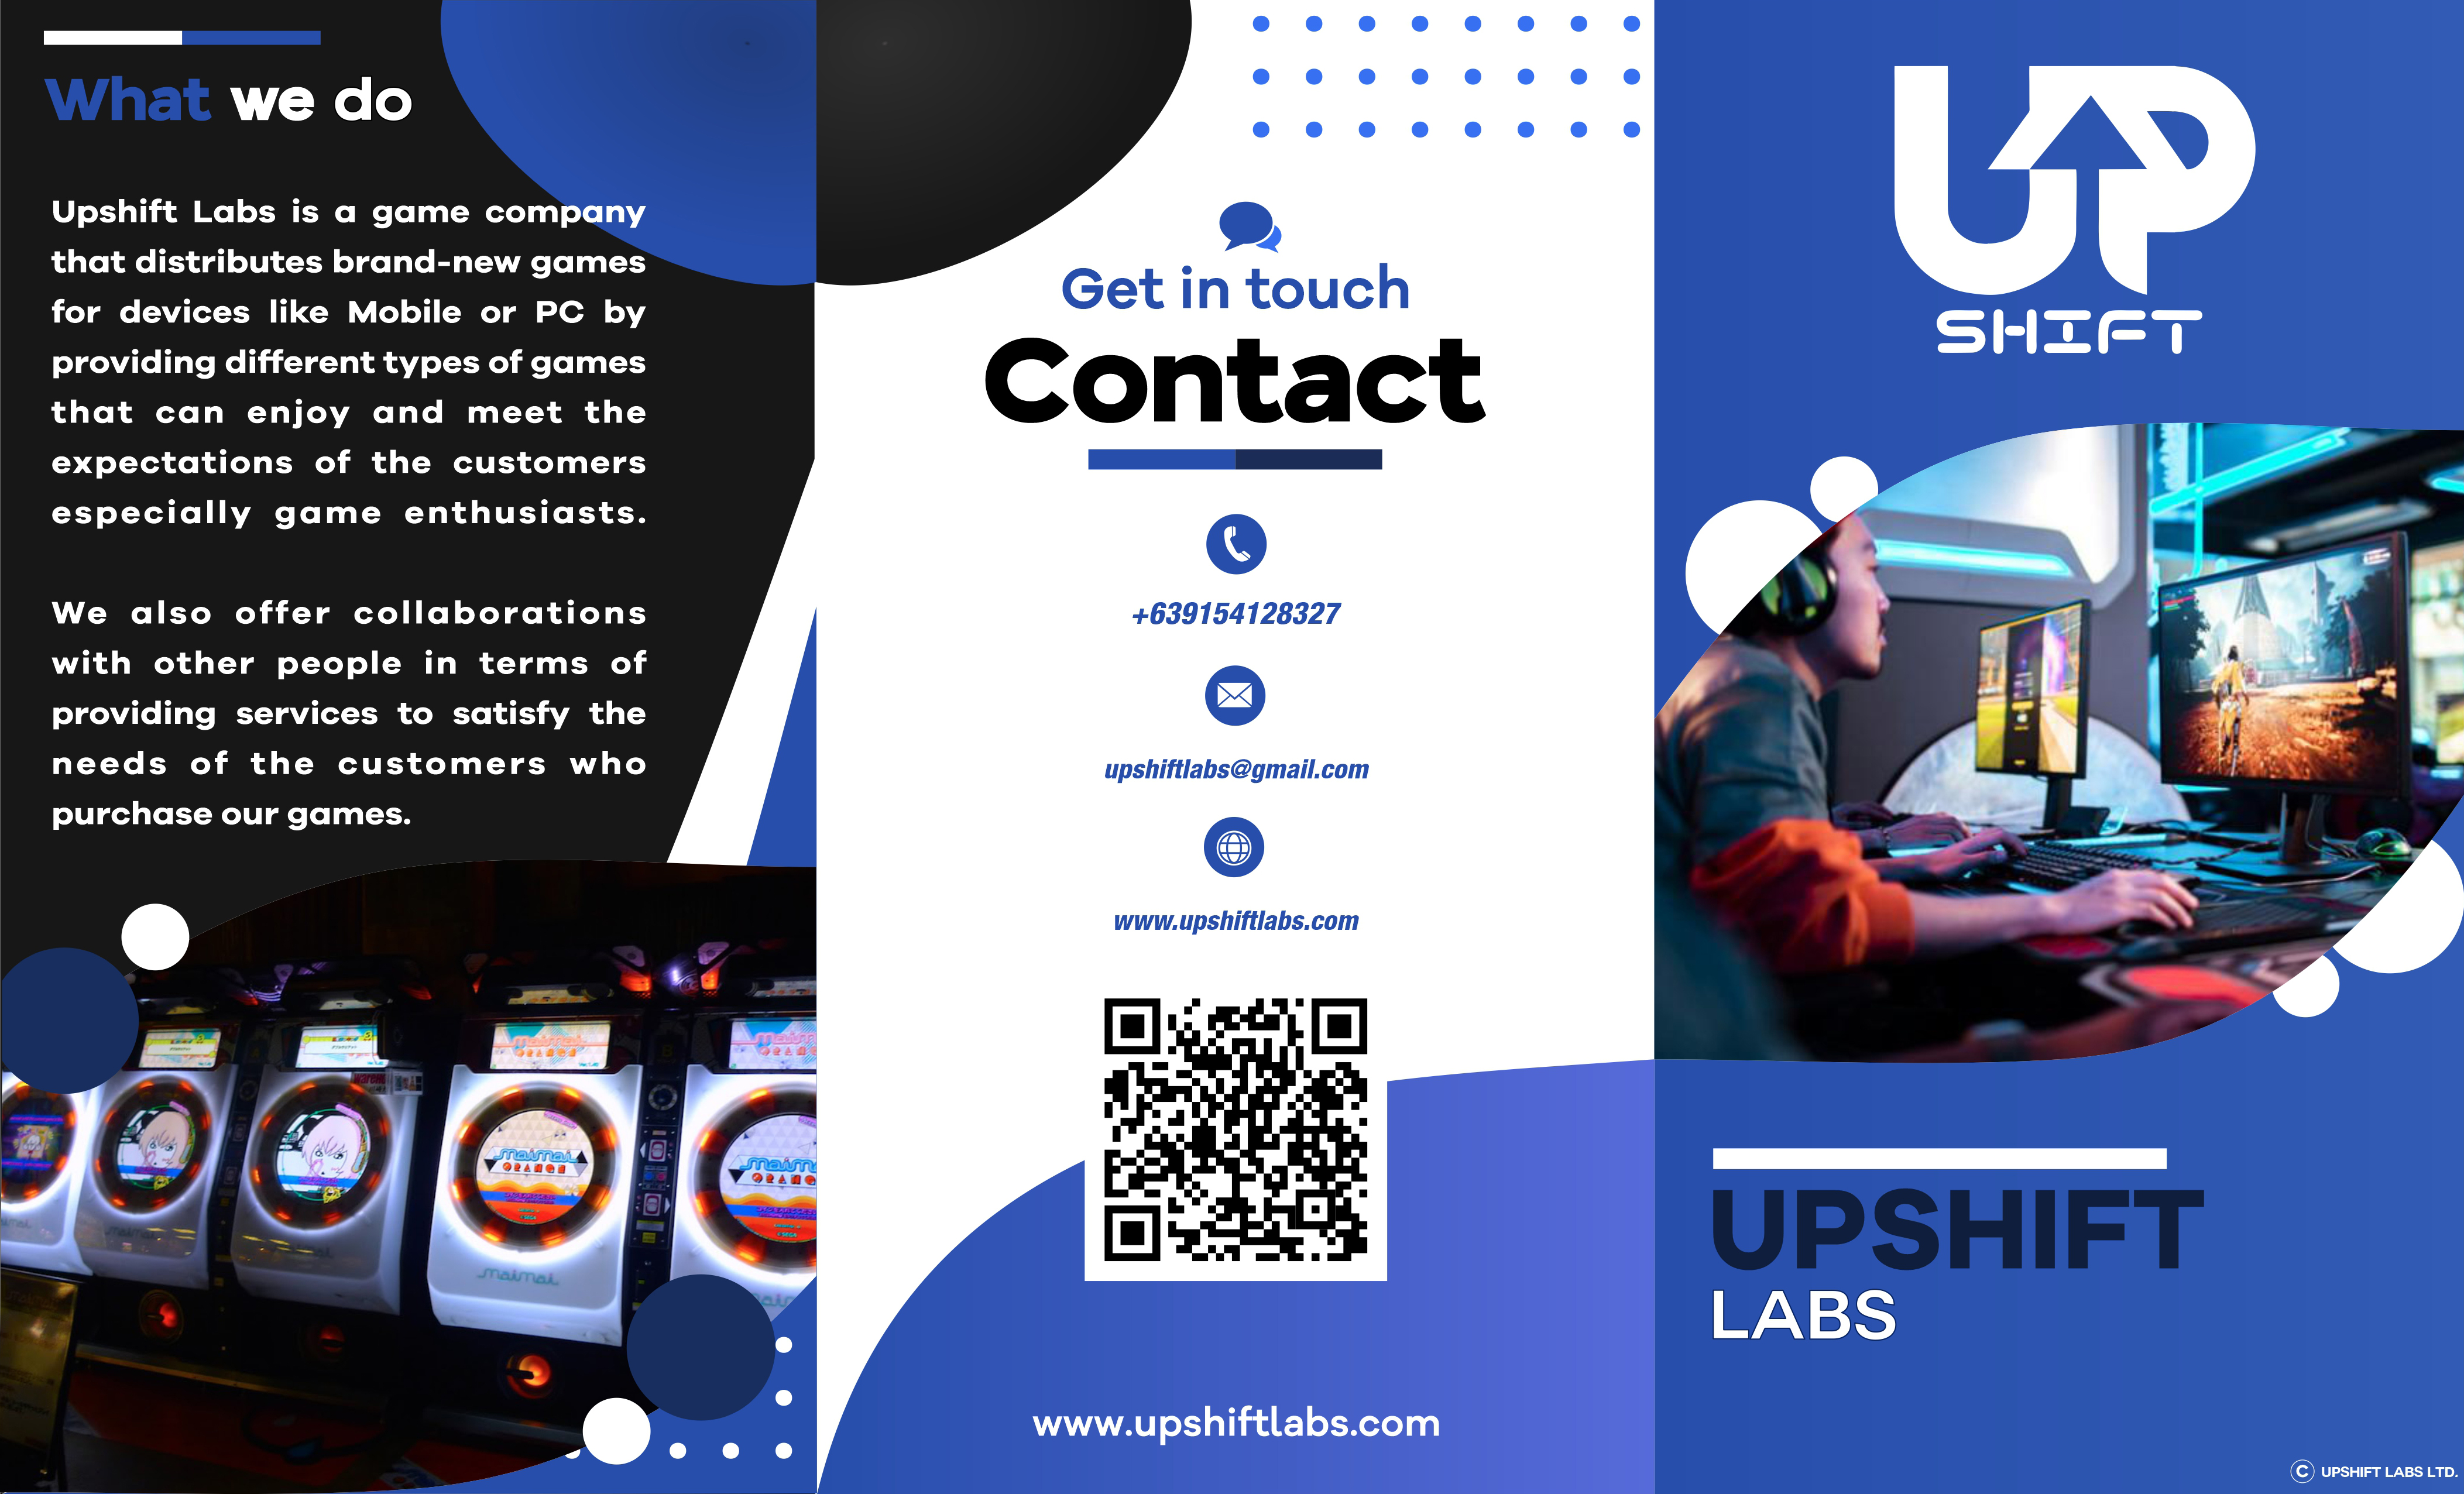 What we do
Upshift Labs is a game company
that distributes brand-new games
for devices like Mobile or PC by
providing different types of games
that can enjoy and meet the
expectations of the customers
especially game enthusiasts.
We also offer collaborations
with other people in terms of
providing services to satisfy the
needs of the customers who
purchase our games.
maimai
ORANGE
maimai
Get in touch
Contact
+639154128327
upshiftlabs@gmail.com
www.upshiftlabs.com
www.upshiftlabs.com
UP
SHIFT
UPSHIFT
LABS
© UPSHIFT LABS LTD.